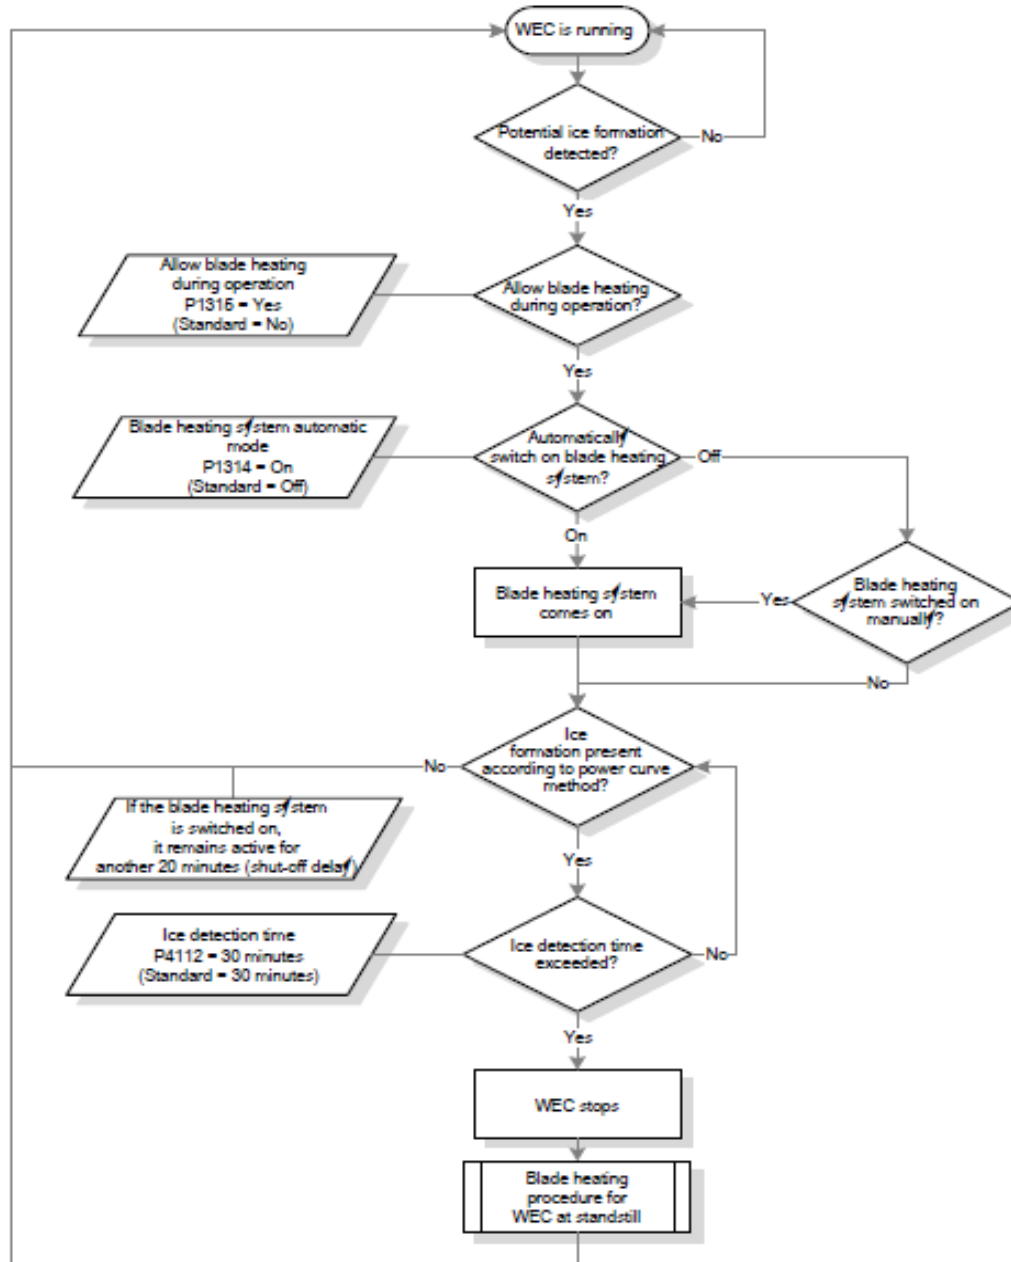 WEC is running
Potential ice formation
detected?
No
Yes
Allow blade heating
during operation
P1315 = Yes
(Standard = No)
Allow blade heating
during operation?
Yes
Blade heating system automatic
mode
P1314 = On
(Standard = Off)
Automatically
switch on blade heating
system?
Off
On
Blade heating system
comes on
Yes
Blade heating
system switched on
manually?
No
Ice
formation present
according to power curve
method?
No
If the blade heating system
is switched on,
it remains active for
another 20 minutes (shut-off delay)
Yes
Ice detection time
P4112 = 30 minutes
(Standard = 30 minutes)
Ice detection time
exceeded?
No
Yes
WEC stops
Blade heating
procedure for
WEC at standstill